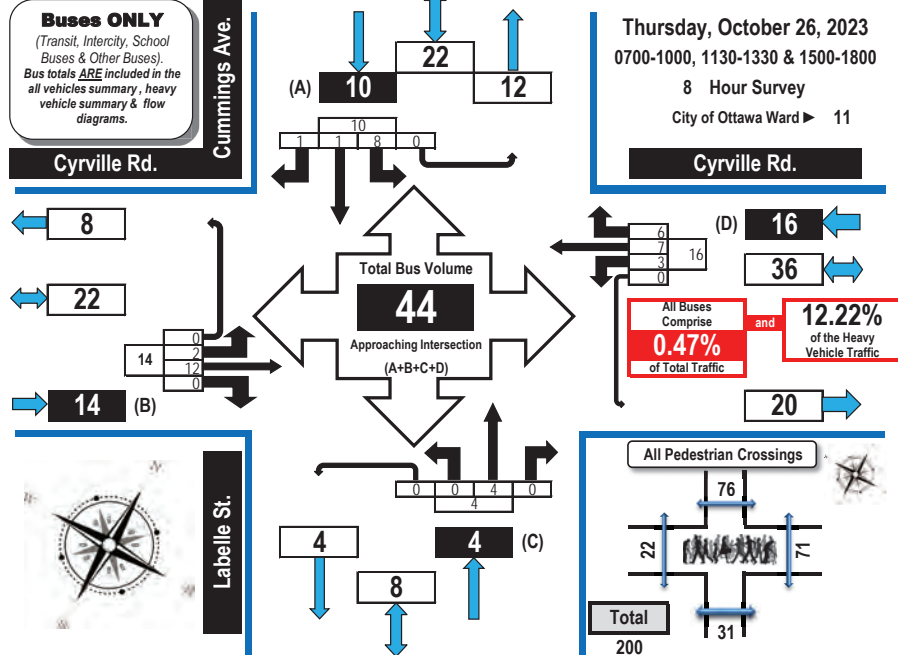 Buses ONLY
(Transit, Intercity, School
Buses & Other Buses).
Bus totals ARE included in the
all vehicles summary, heavy
vehicle summary & flow
diagrams.
Cummings Ave.
Cyrville Rd.
(A)
10
22
12
10
1 1 8 0
Thursday, October 26, 2023
0700-1000, 1130-1330 & 1500-1800
8 Hour Survey
City of Ottawa Ward ► 11
Cyrville Rd.
8
22
14
0
2
12
0
14 (B)
Total Bus Volume
44
Approaching Intersection
(A+B+C+D)
6
7
3
0
16
(D) 16
36
All Buses
Comprise
0.47%
of Total Traffic
and
12.22%
of the Heavy
Vehicle Traffic
20
Labelle St.
0 0 4 0
4
4
4 (C)
8
All Pedestrian Crossings
76
22
71
31
Total
200
N